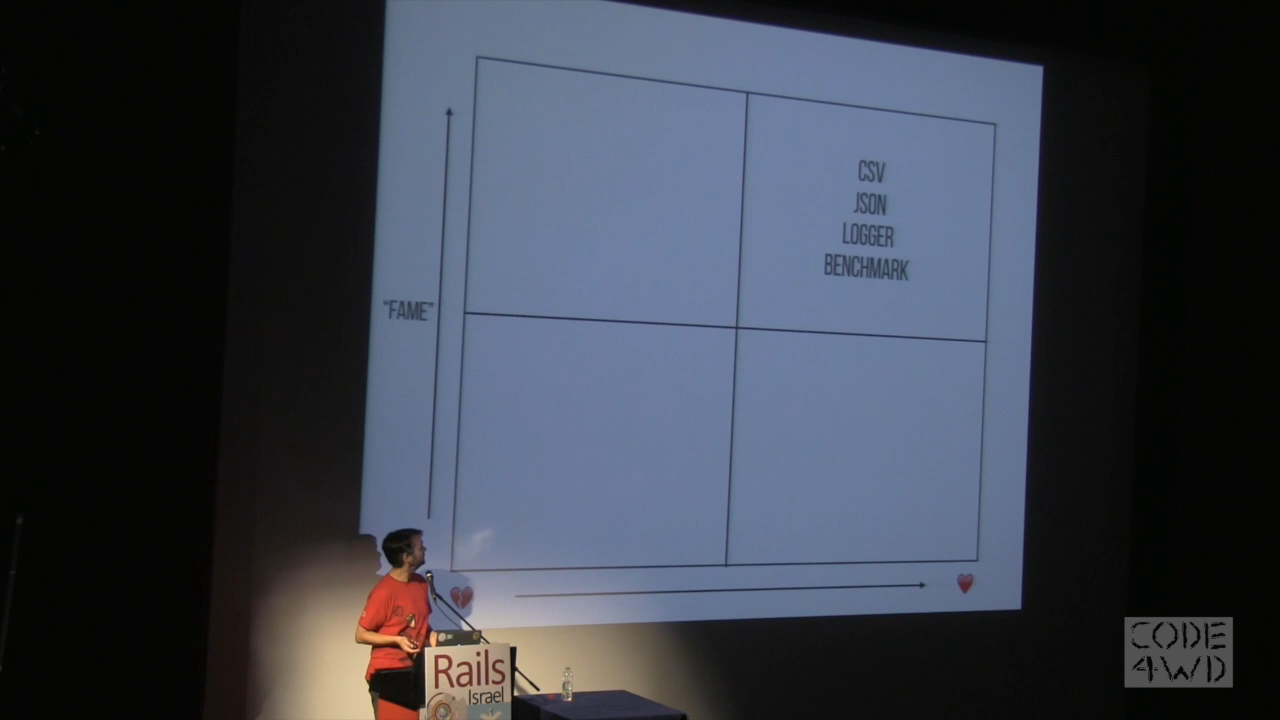 CSV
JSON
LOGGER
BENCHMARK
"FAME"
Rails
Israel
CODE
4WD